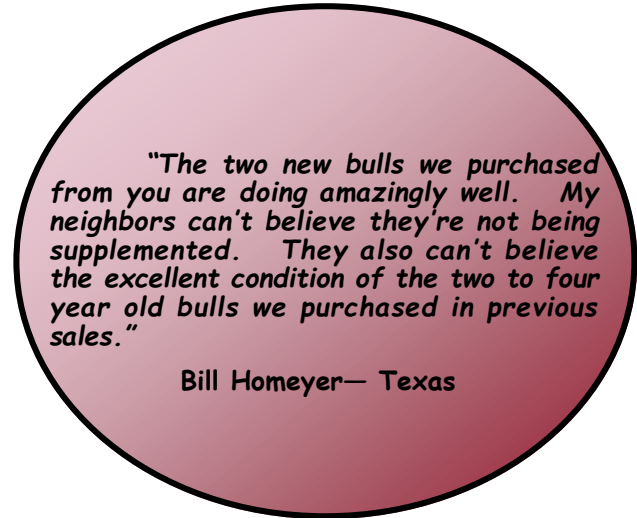 “The two new bulls we purchased
from you are doing amazingly well. My
neighbors can’t believe they’re not being
supplemented. They also can’t believe
the excellent condition of the two to four
year old bulls we purchased in previous
sales.”
Bill Homeyer— Texas